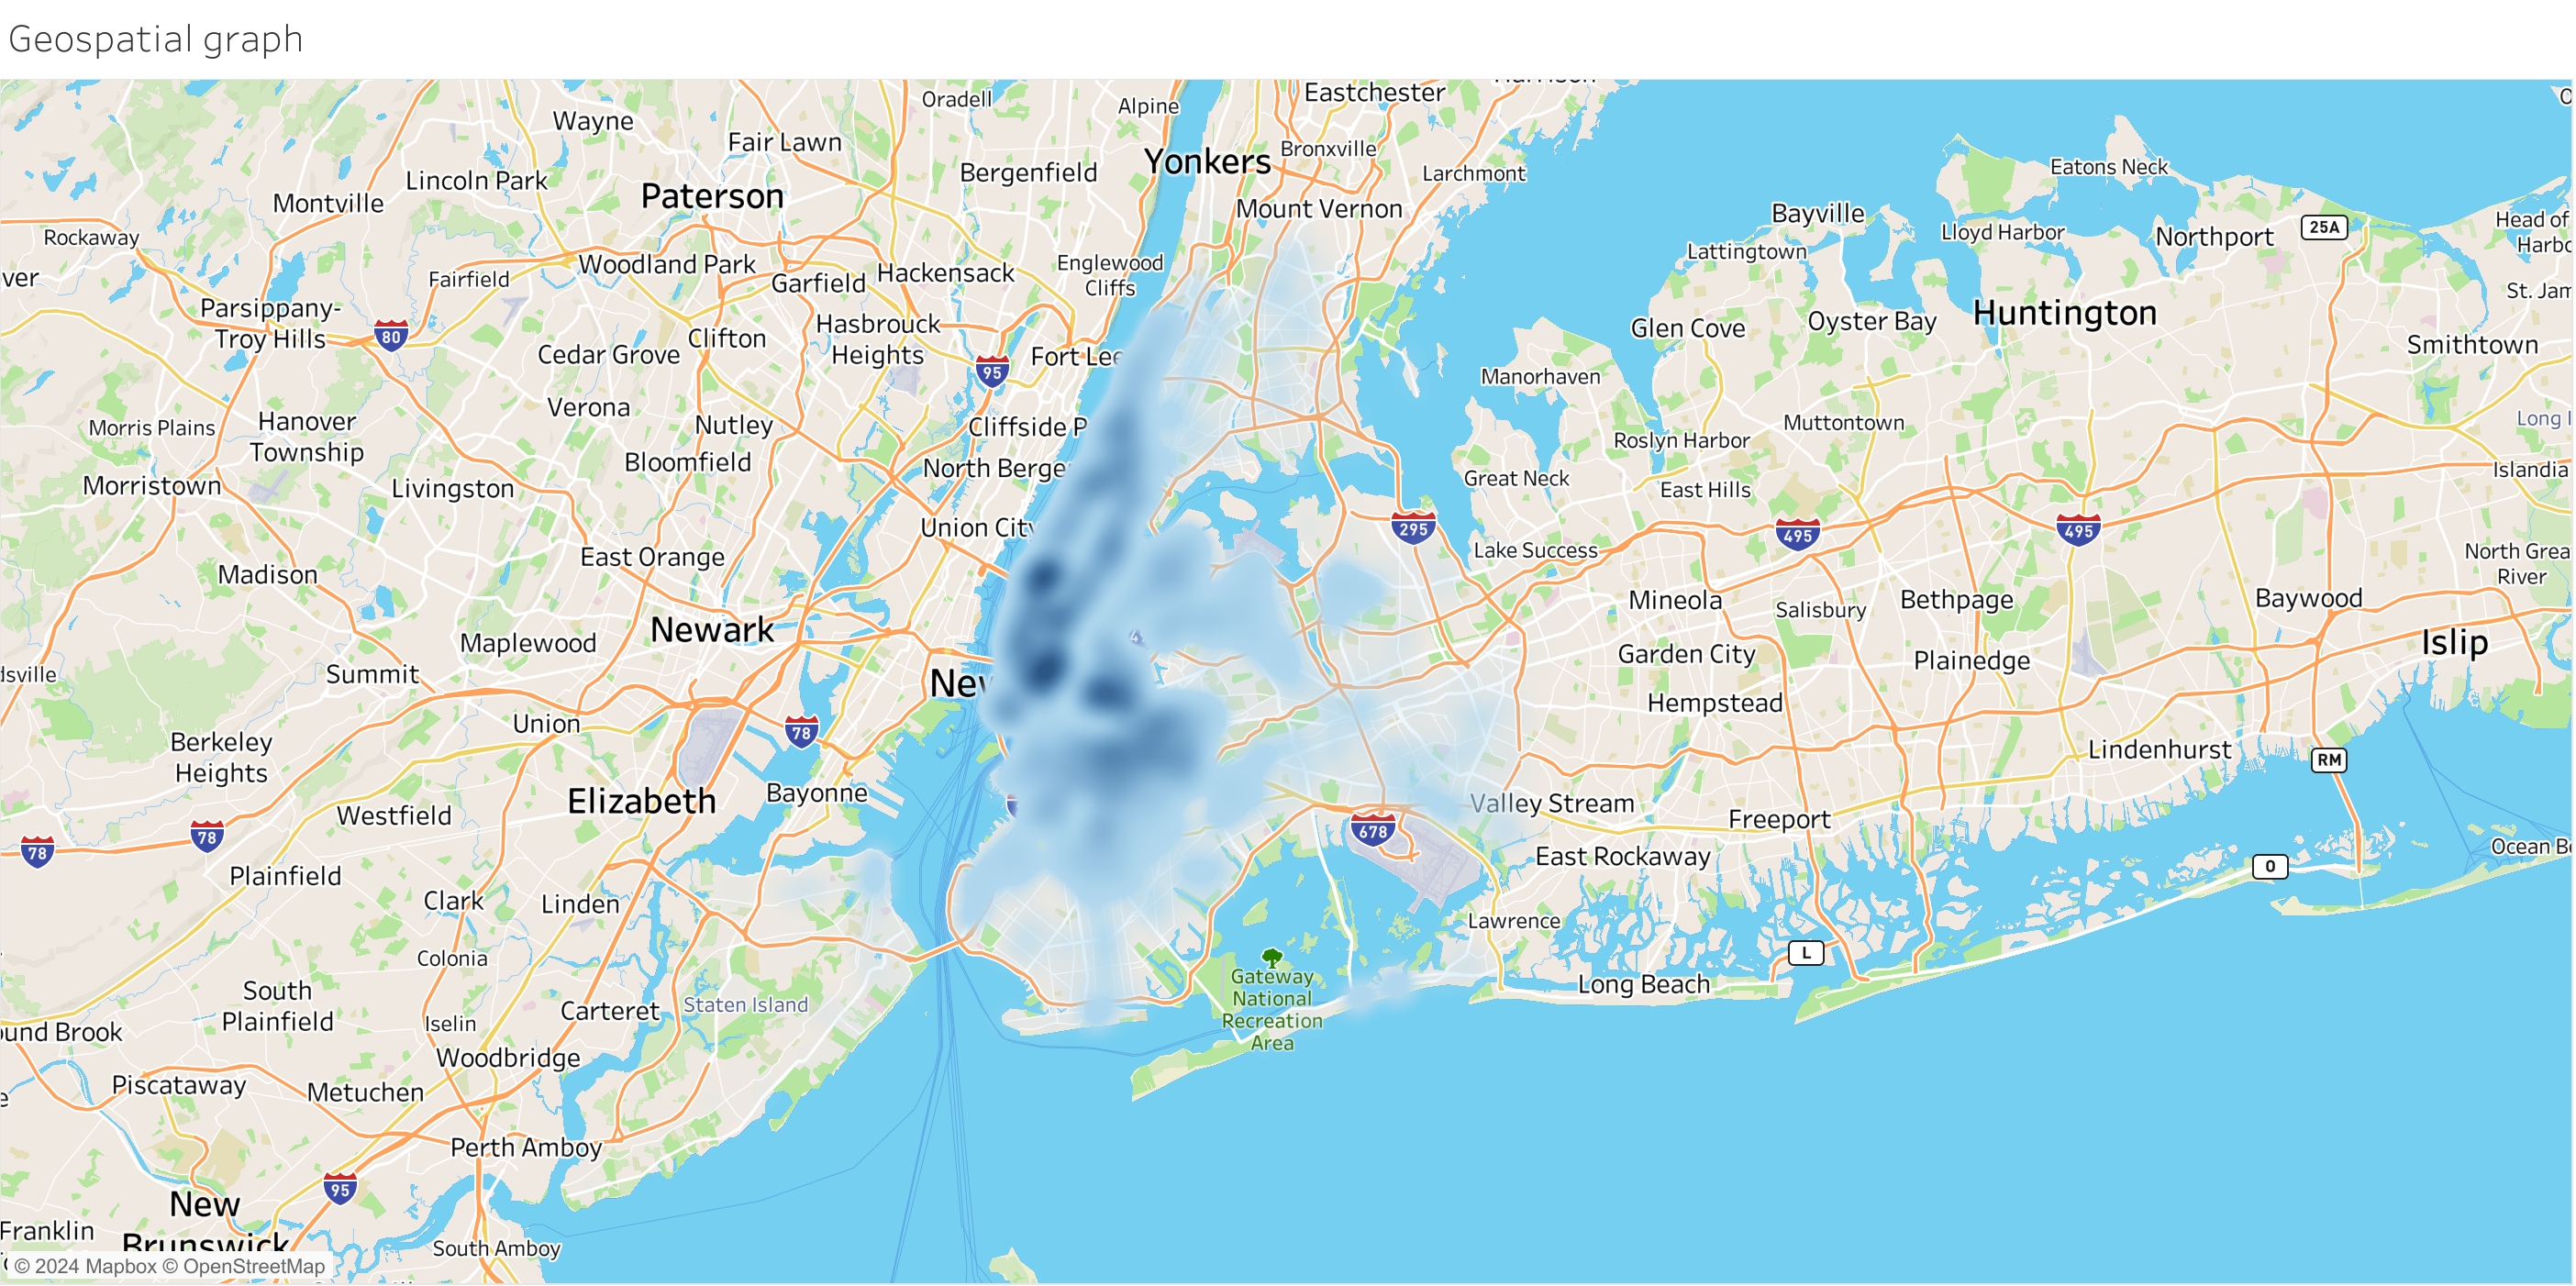 Geospatial graph
Oradell
Alpine
Eastchester
Wayne
Fair Lawn
Bronxville
Yonkers
Bergenfield
Larchmont
Eatons Neck
Lincoln Park
Paterson
Montville
Mount Vernon
Bayville
Lloyd Harbor
Northport
25A
Head of
Harbo
Rockaway
Lattingtown
ver
Fairfield
Woodland Park
Garfield
Hackensack
Englewood
Cliffs
St. Jam
Parsippany-
Troy Hills
80
Clifton
Hasbrouck
Heights
Glen Cove
Oyster Bay
Huntington
Smithtown
Cedar Grove
Fort Lee
95
Manorhaven
Verona
Morris Plains
Hanover
Township
Nutley
Cliffside P
Muttontown
Long I
Roslyn Harbor
Bloomfield
North Berge
Islandia
Morristown
Livingston
Great Neck
East Hills
Union City
295
495
495
East Orange
Lake Success
North Grea
River
Madison
Mineola
Salisbury
Bethpage
Baywood
Newark
4
Maplewood
Islip
dsville
Summit
New
Garden City
Plainedge
Hempstead
Union
78
Berkeley
Heights
Lindenhurst
RM
Elizabeth
Bayonne
Valley Stream
Freeport
Westfield
78
78
678
Ocean Be
East Rockaway
O
Plainfield
Clark
Linden
Lawrence
Colonia
L
Gateway
National
Recreation
Area
Long Beach
South
Plainfield
Staten Island
Carteret
Iselin
ound Brook
Woodbridge
Piscataway
Metuchen
Perth Amboy
95
New
Brunswick
Franklin
South Amboy
© 2024 Mapbox © OpenStreetMap